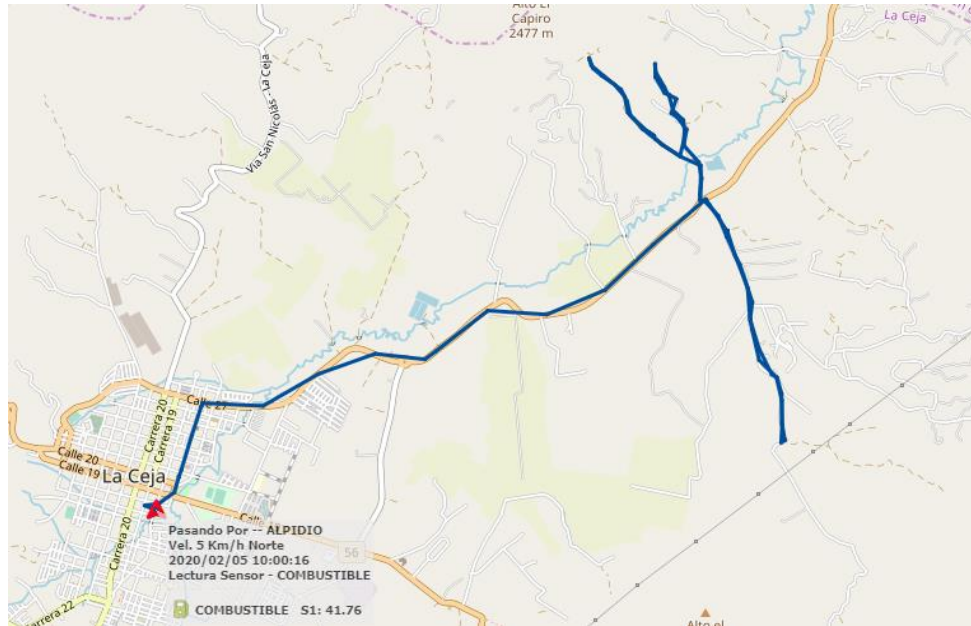 Alto El
Capiro
2477 m
La Ceja
Vía San Nicolás - La Ceja
Calle 27
Carrera 20
Carrera 19
Calle 20
Calle 19
La Ceja
Calle
Pasando Por -- ALPIDIO
Vel. 5 Km/h Norte
2020/02/05 10:00:16
Lectura Sensor - COMBUSTIBLE
56
Carrera 20
COMBUSTIBLE S1: 41.76
Carrera 22
Alto el